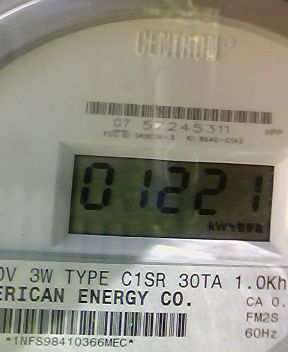 CENTRON®
07 57245311
HPP
01221
kWh
0V 3W TYPE C1SR 30TA 1.0Kh
ERICAN ENERGY CO.
CA 0.
FM2S
60Hz
*1NFS98410366MEC*